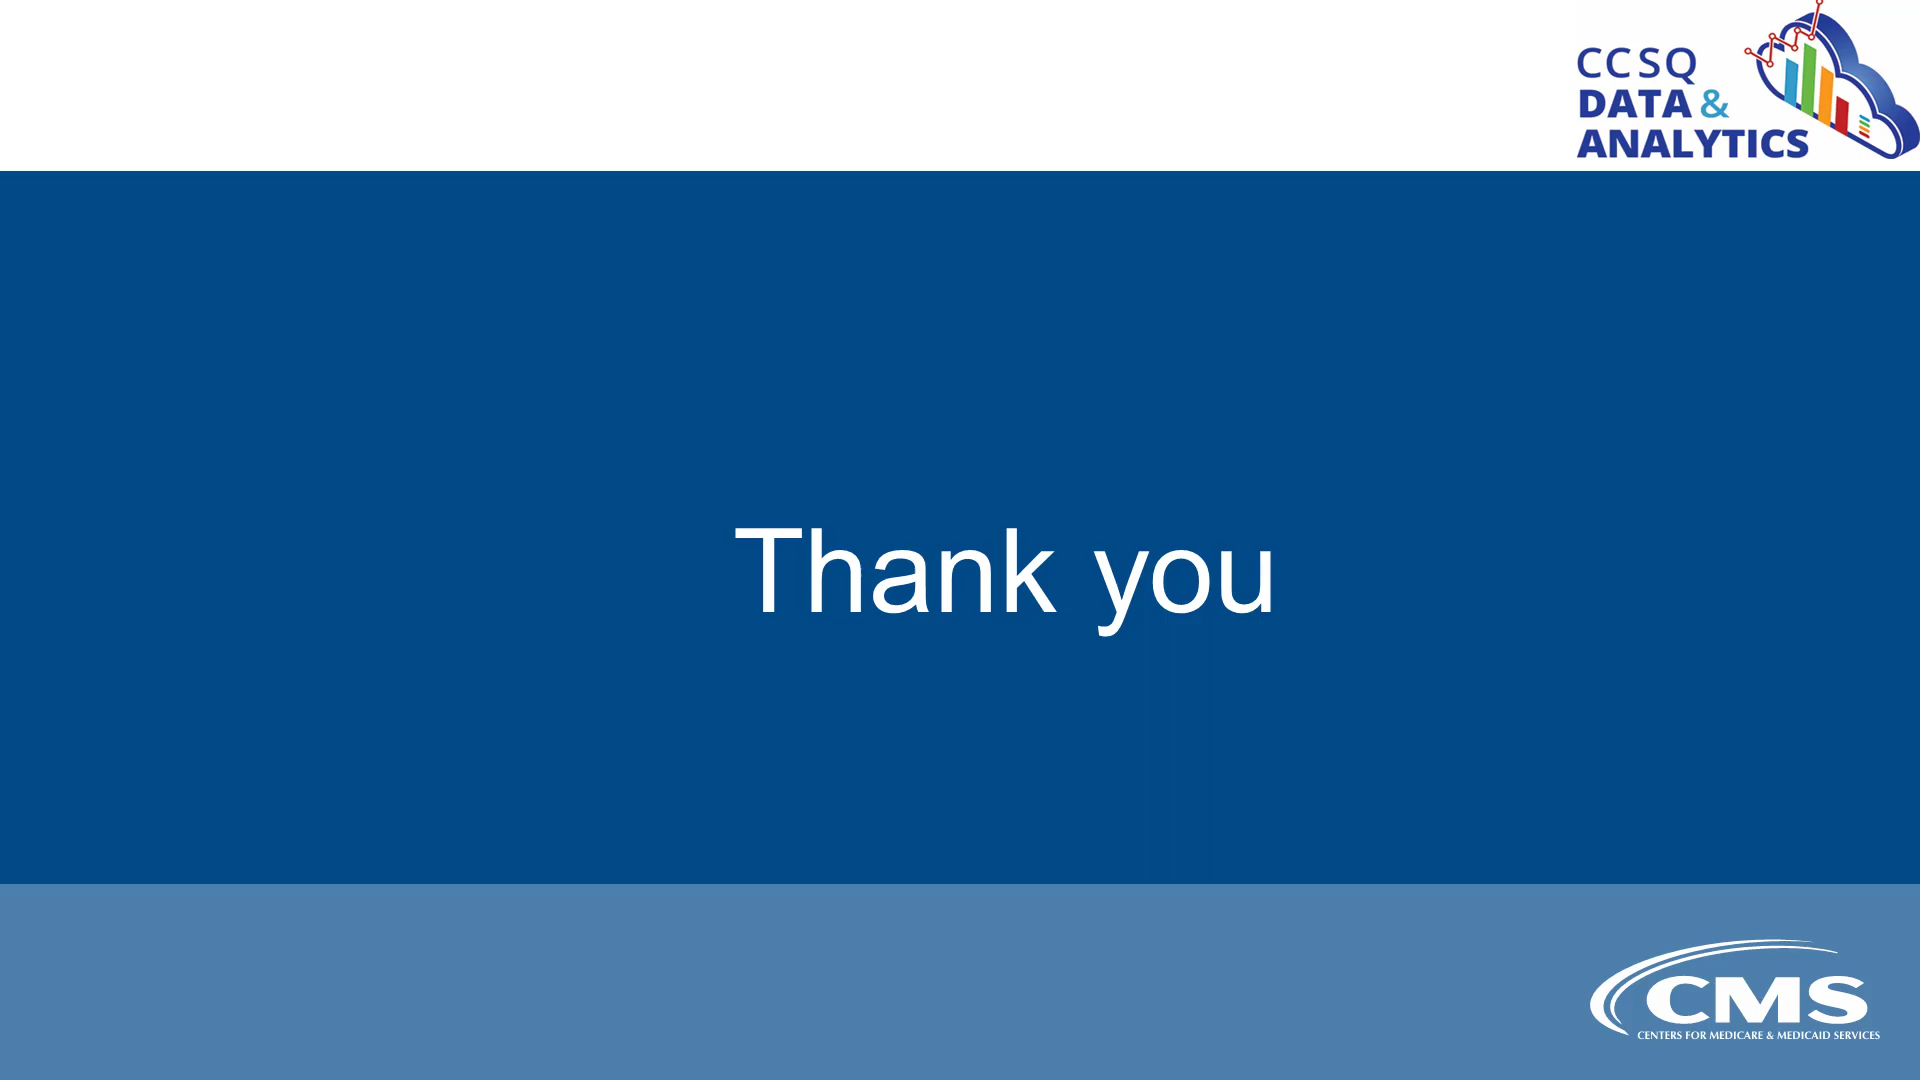 CCSQ
DATA &
ANALYTICS
Thank you
CMS
CENTERS FOR MEDICARE & MEDICAID SERVICES